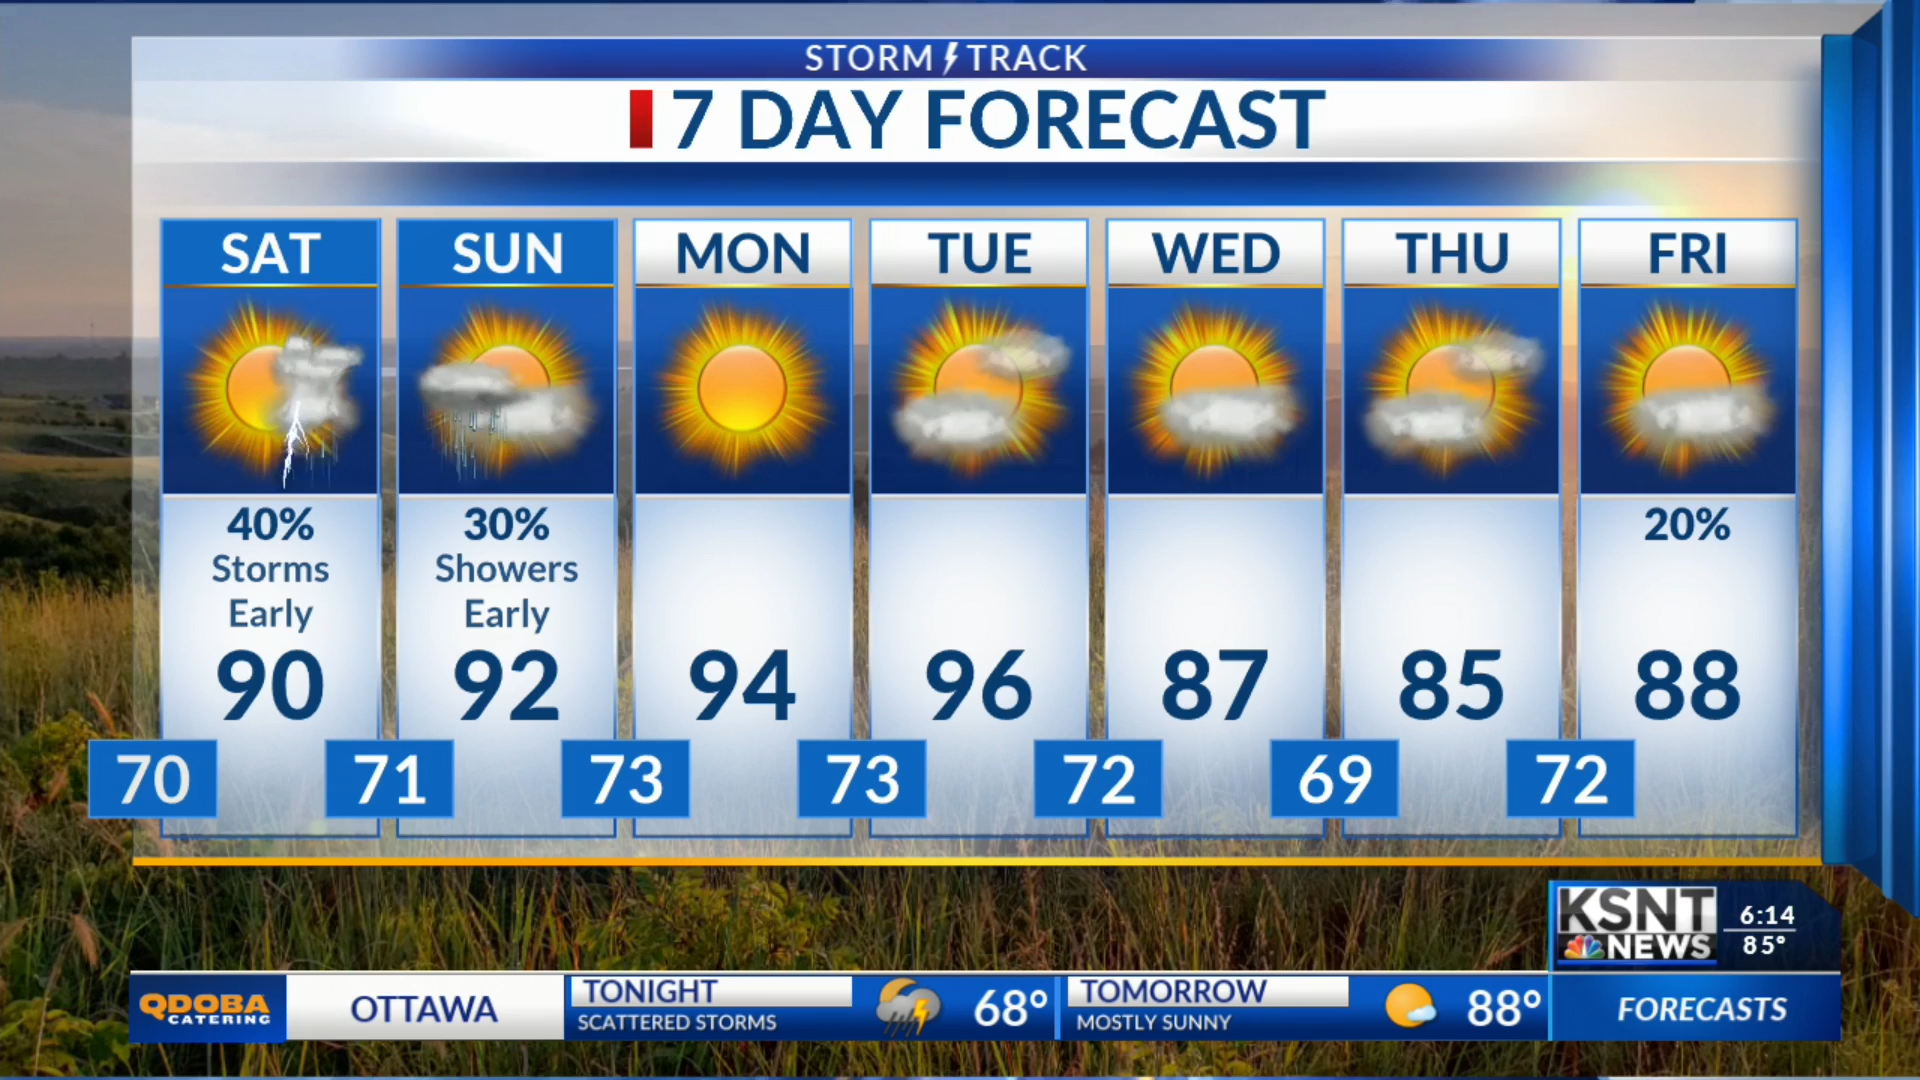 STORM TRACK
7 DAY FORECAST
SAT SUN MON TUE WED THU FRI
40% 30% 20%
Storms Showers
Early Early
90 92 94 96 87 85 88
70 71 73 73 72 69 72
KSNT
NEWS
6:14
85°
QDOBA
CATERING
OTTAWA
TONIGHT
SCATTERED STORMS
68°
TOMORROW
MOSTLY SUNNY
88°
FORECASTS